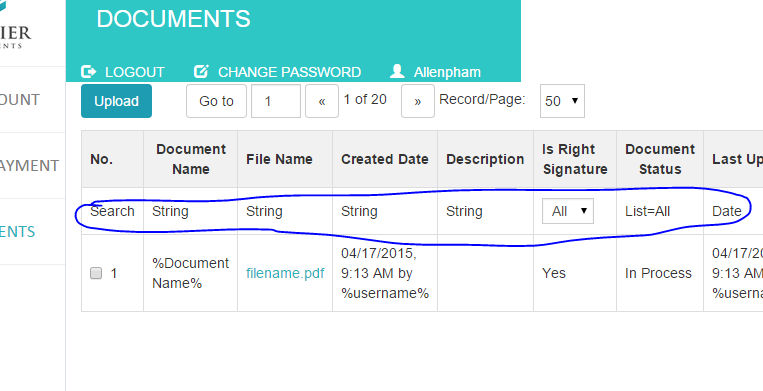 DOCUMENTS
IER
ENTS
LOGOUT CHANGE PASSWORD Allenpham
OUNT
Upload Go to 1 « 1 of 20 » Record/Page: 50
No. Document Name File Name Created Date Description Is Right Signature Document Status Last Up
AYMENT
Search String String String String All List=All Date
ENTS
1 %Document Name% filename.pdf 04/17/2015, 9:13 AM by %username% Yes In Process 04/17/20 9:13 AM %userna